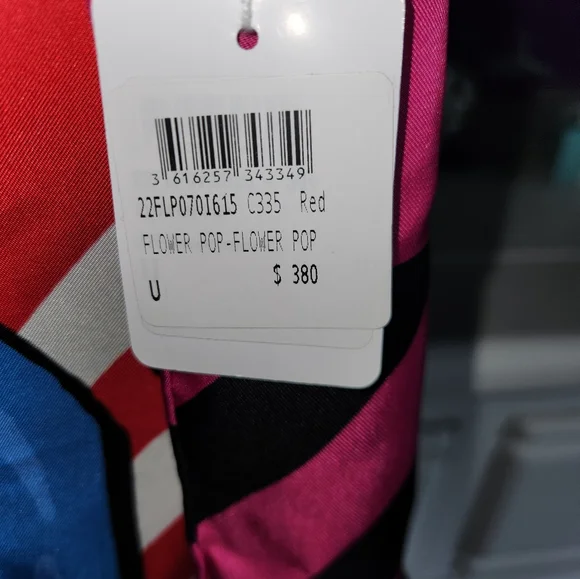 3 616257 343349
22FLP070I615 C335 Red
FLOWER POP-FLOWER POP
U $ 380